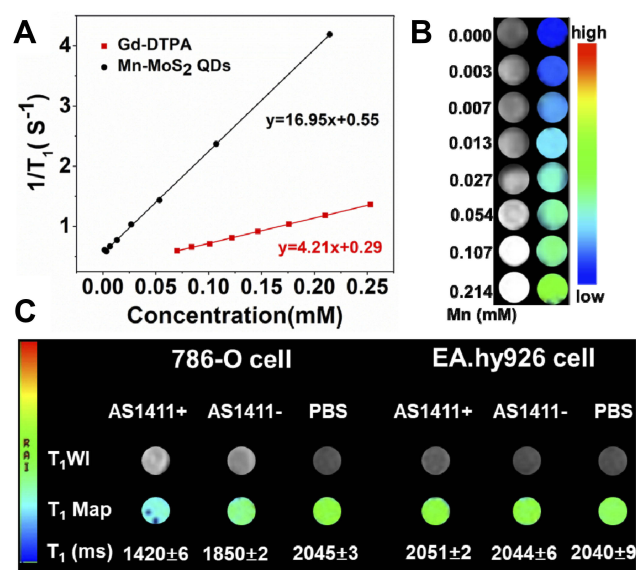 A
Gd-DTPA
Mn-MoS2 QDs
1/T1( S-1)
4
3
2
1
y=16.95x+0.55
y=4.21x+0.29
0.00 0.05 0.10 0.15 0.20 0.25
Concentration(mM)
B
0.000
0.003
0.007
0.013
0.027
0.054
0.107
0.214
Mn (mM)
high
low
C
786-O cell EA.hy926 cell
AS1411+ AS1411- PBS AS1411+ AS1411- PBS
T1WI
T1 Map
T1 (ms) 1420±6 1850±2 2045±3 2051±2 2044±6 2040±9